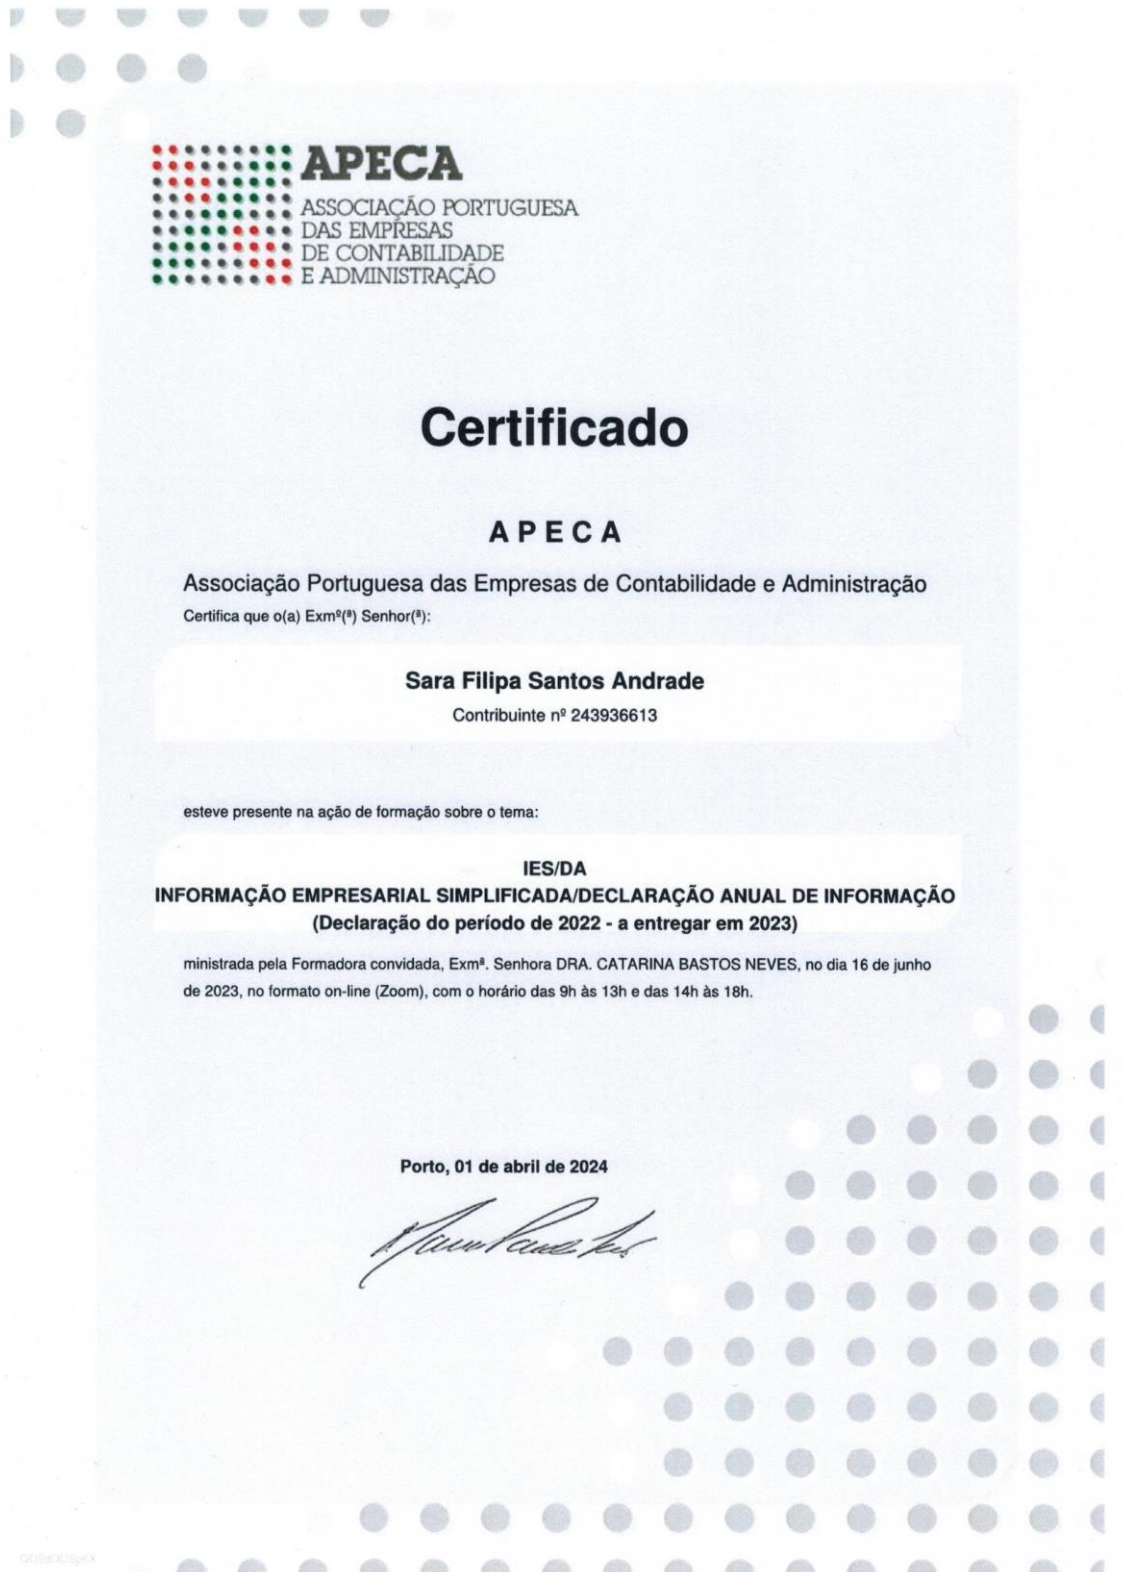 APECA
ASSOCIAÇÃO PORTUGUESA
DAS EMPRESAS
DE CONTABILIDADE
E ADMINISTRAÇÃO
Certificado
A P E C A
Associação Portuguesa das Empresas de Contabilidade e Administração
Certifica que o(a) Exmº(ª) Senhor(ª):
Sara Filipa Santos Andrade
Contribuinte nº 243936613
esteve presente na ação de formação sobre o tema:
IES/DA
INFORMAÇÃO EMPRESARIAL SIMPLIFICADA/DECLARAÇÃO ANUAL DE INFORMAÇÃO
(Declaração do período de 2022 - a entregar em 2023)
ministrada pela Formadora convidada, Exmª. Senhora DRA. CATARINA BASTOS NEVES, no dia 16 de junho
de 2023, no formato on-line (Zoom), com o horário das 9h às 13h e das 14h às 18h.
Porto, 01 de abril de 2024